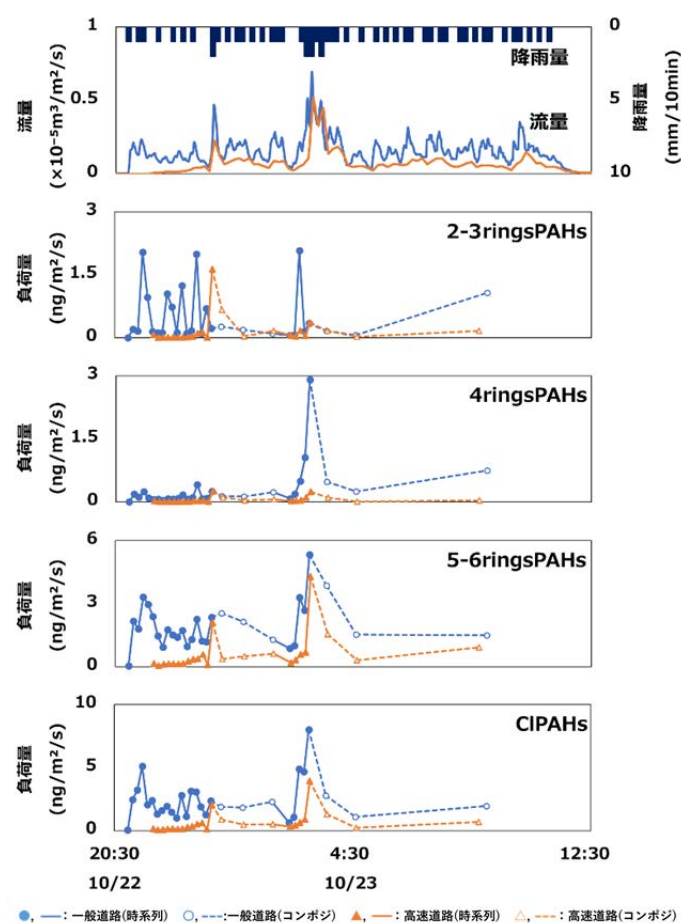 1
0.5
0
流量
(×10⁻⁵m³/m²/s)
降雨量
流量
0
5
10
降雨量
(mm/10min)
3
1.5
0
負荷量
(ng/m²/s)
2-3ringsPAHs
3
1.5
0
負荷量
(ng/m²/s)
4ringsPAHs
6
3
0
負荷量
(ng/m²/s)
5-6ringsPAHs
10
5
0
負荷量
(ng/m²/s)
ClPAHs
20:30 4:30 12:30
10/22 10/23
●, ―: 一般道路(時系列) ○, ---:一般道路(コンポジ) ▲, ―: 高速道路(時系列) △, ---: 高速道路(コンポジ)